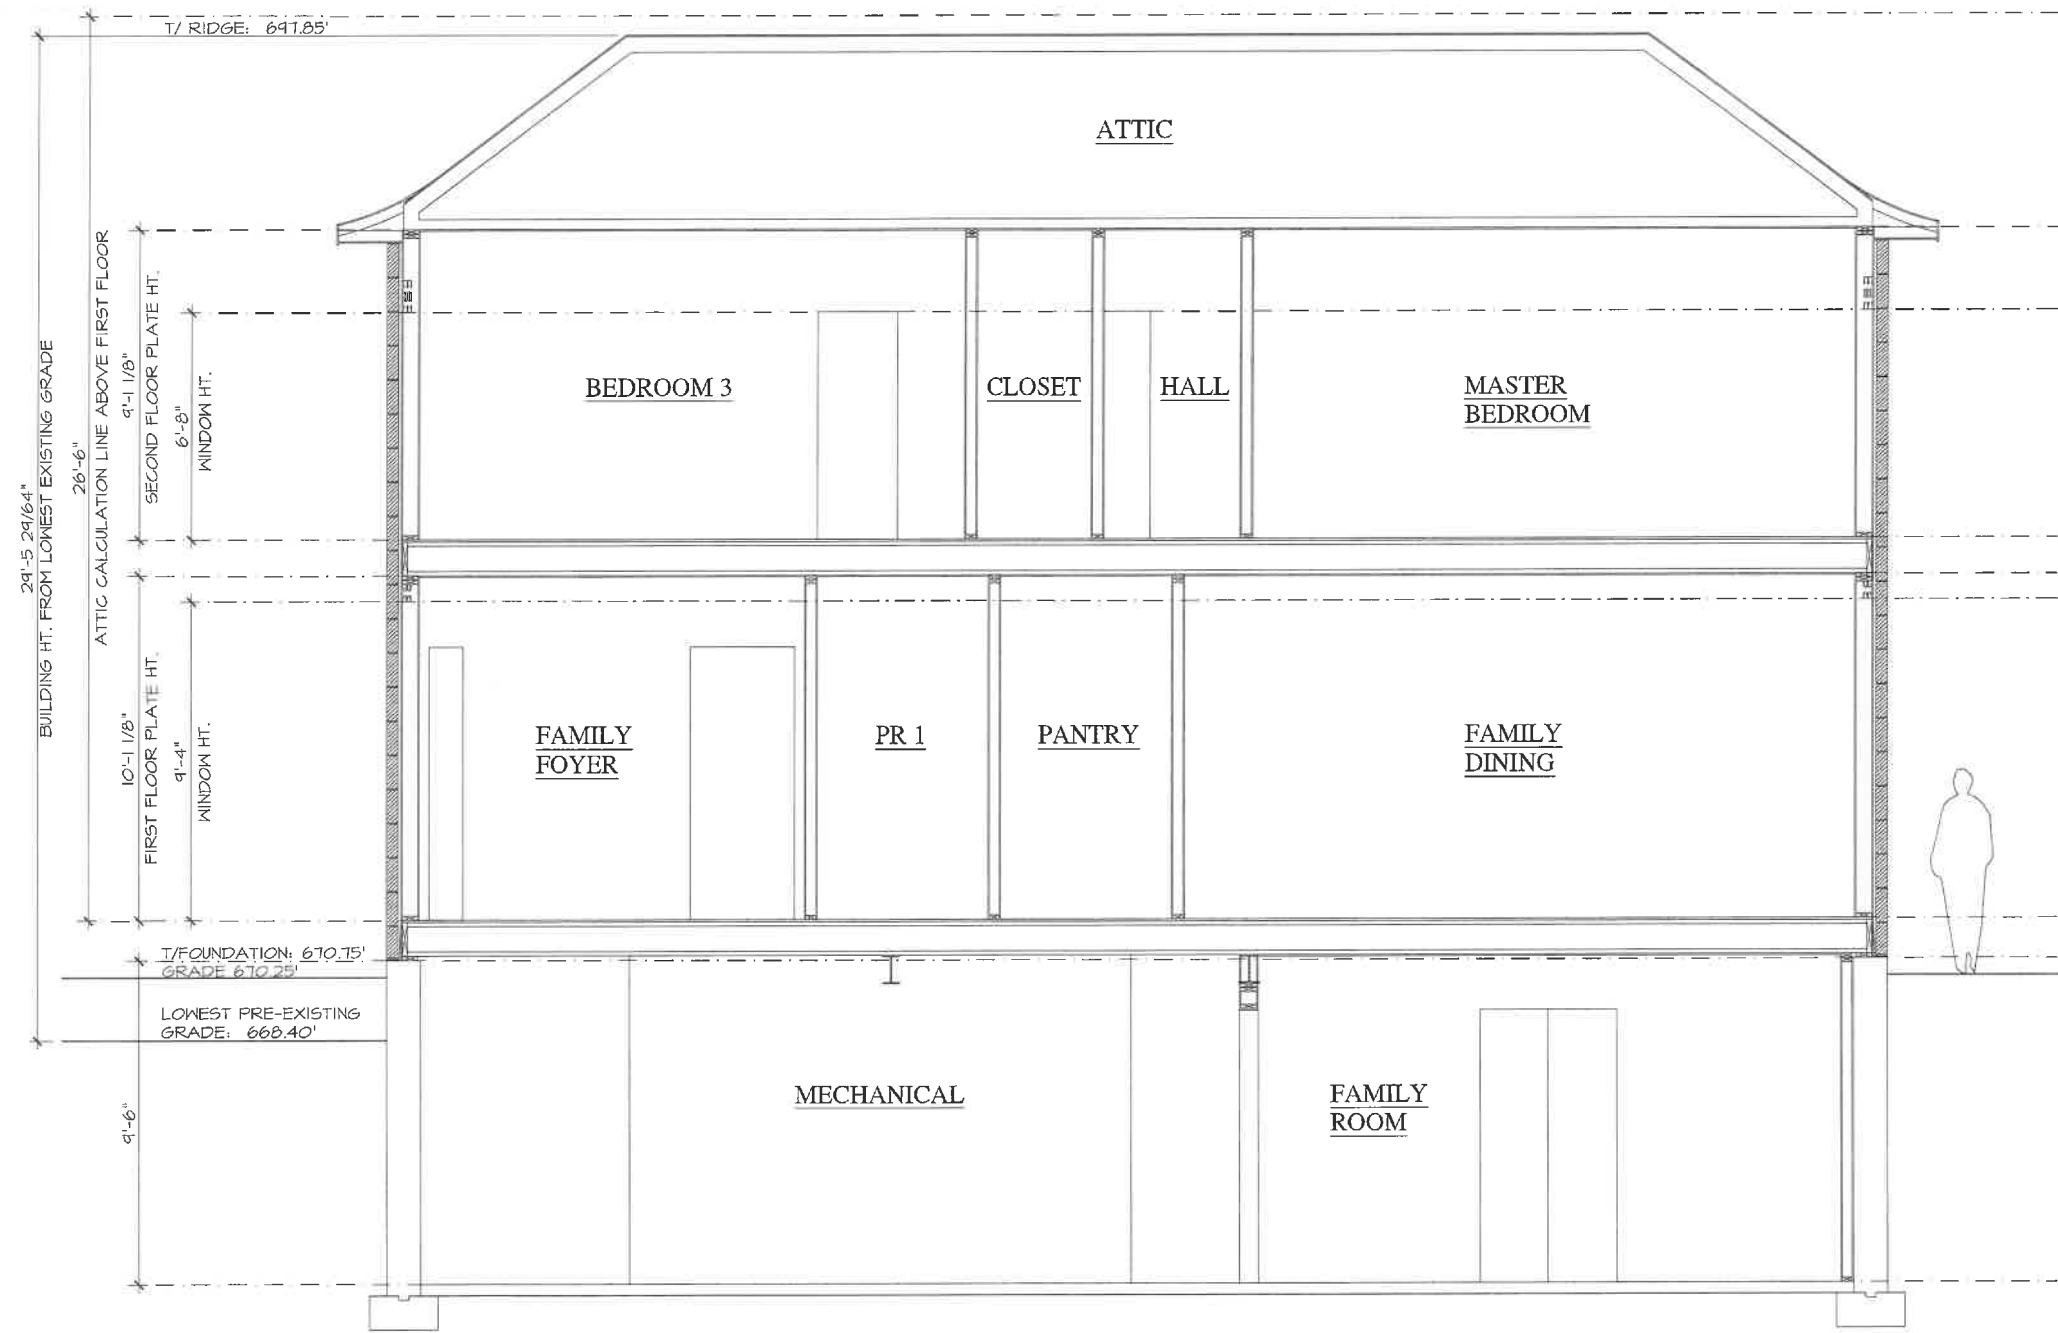 T/ RIDGE: 697.85'
ATTIC
29'-5 29/64"
BUILDING HT. FROM LOWEST EXISTING GRADE
26'-6"
ATTIC CALCULATION LINE ABOVE FIRST FLOOR
9'-1 1/8"
SECOND FLOOR PLATE HT.
6'-8"
WINDOW HT.
BEDROOM 3
CLOSET
HALL
MASTER
BEDROOM
10'-1 1/8"
FIRST FLOOR PLATE HT.
9'-4"
WINDOW HT.
FAMILY
FOYER
PR 1
PANTRY
FAMILY
DINING
T/FOUNDATION: 670.75'
GRADE 670.25'
LOWEST PRE-EXISTING
GRADE: 668.40'
9'-6"
MECHANICAL
FAMILY
ROOM